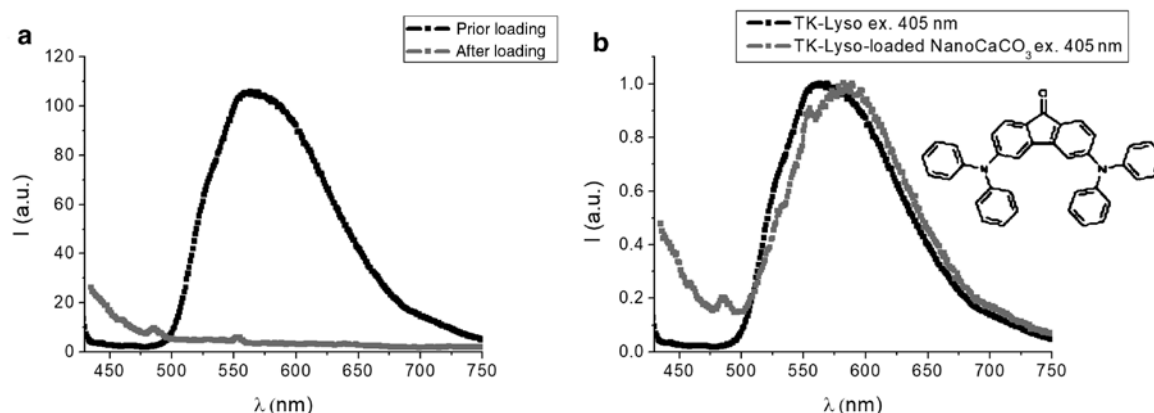 a
Prior loading
After loading
120
100
80
60
40
20
0
I (a.u.)
450 500 550 600 650 700 750
λ (nm)
b
TK-Lyso ex. 405 nm
TK-Lyso-loaded NanoCaCO3 ex. 405 nm
1.0
0.8
0.6
0.4
0.2
0.0
I (a.u.)
450 500 550 600 650 700 750
λ (nm)
O
N
N